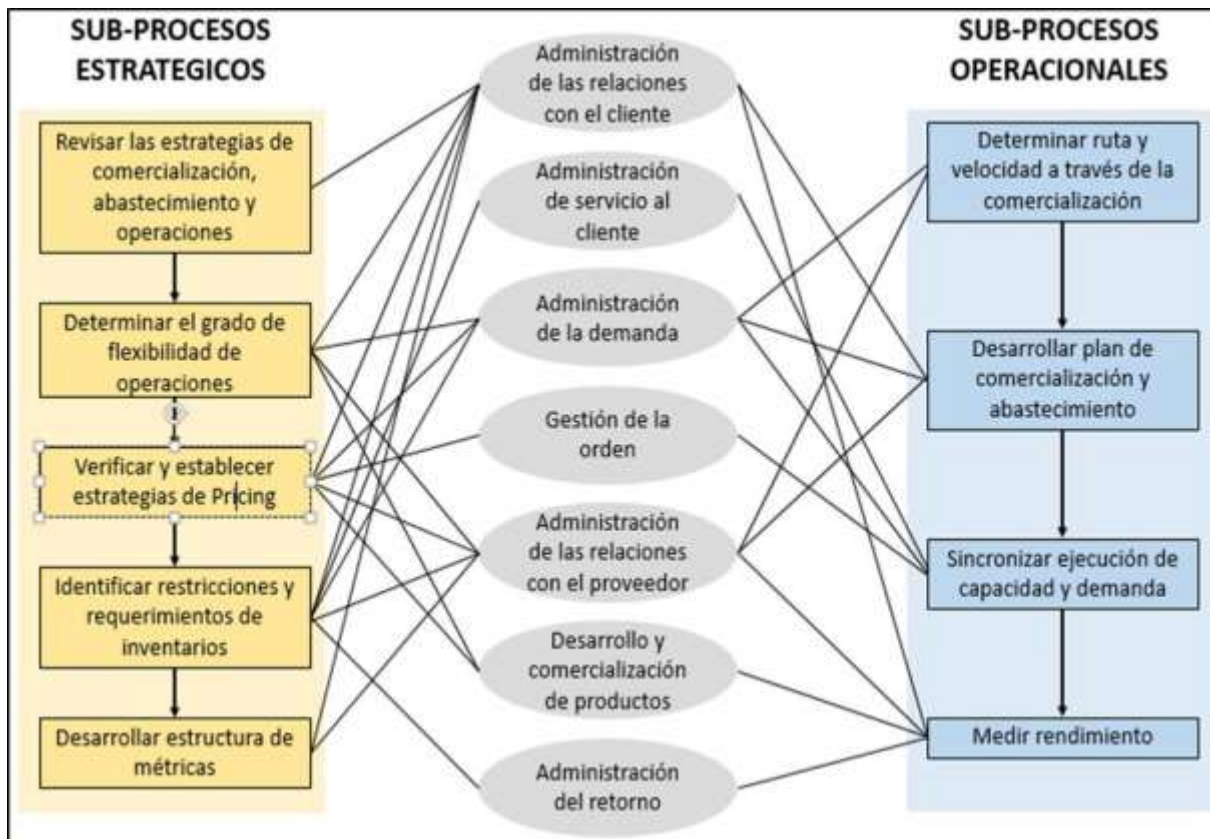 SUB-PROCESOS
ESTRATEGICOS
Revisar las estrategias de
comercialización,
abastecimiento y
operaciones
Determinar el grado de
flexibilidad de
operaciones
Verificar y establecer
estrategias de Pricing
Identificar restricciones y
requerimientos de
inventarios
Desarrollar estructura de
métricas
Administración
de las relaciones
con el cliente
Administración
de servicio al
cliente
Administración
de la demanda
Gestión de la
orden
Administración
de las relaciones
con el proveedor
Desarrollo y
comercialización
de productos
Administración
del retorno
SUB-PROCESOS
OPERACIONALES
Determinar ruta y
velocidad a través de la
comercialización
Desarrollar plan de
comercialización y
abastecimiento
Sincronizar ejecución de
capacidad y demanda
Medir rendimiento